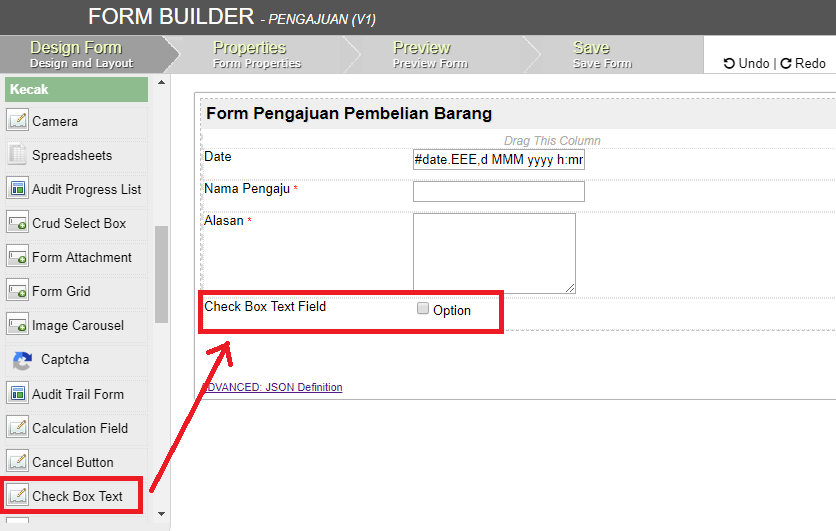 FORM BUILDER - PENGAJUAN (V1)
Design Form
Design and Layout
Properties
Form Properties
Preview
Preview Form
Save
Save Form
Undo | Redo
Kecak
Camera
Spreadsheets
Audit Progress List
Crud Select Box
Form Attachment
Form Grid
Image Carousel
Captcha
Audit Trail Form
Calculation Field
Cancel Button
Check Box Text
Form Pengajuan Pembelian Barang
Drag This Column
Date
#date.EEE,d MMM yyyy h:mr
Nama Pengaju *
Alasan *
Check Box Text Field
Option
ADVANCED: JSON Definition